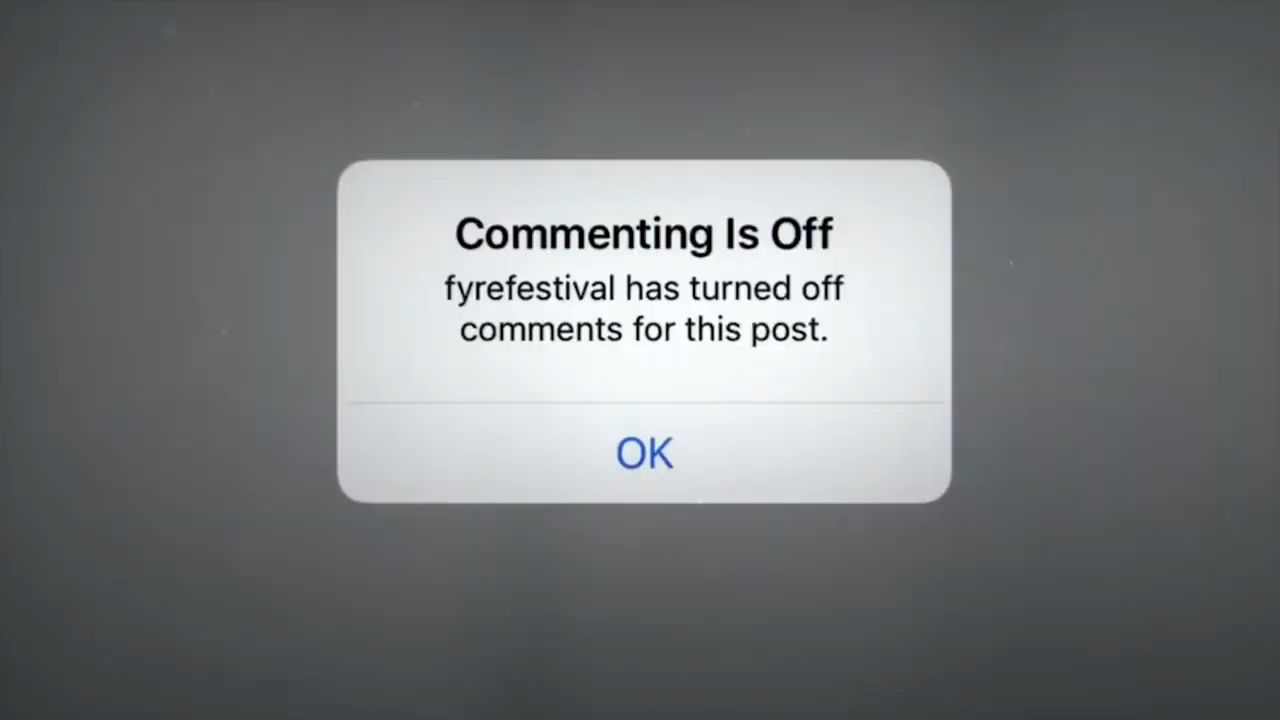 Commenting Is Off
fyrefestival has turned off
comments for this post.
OK